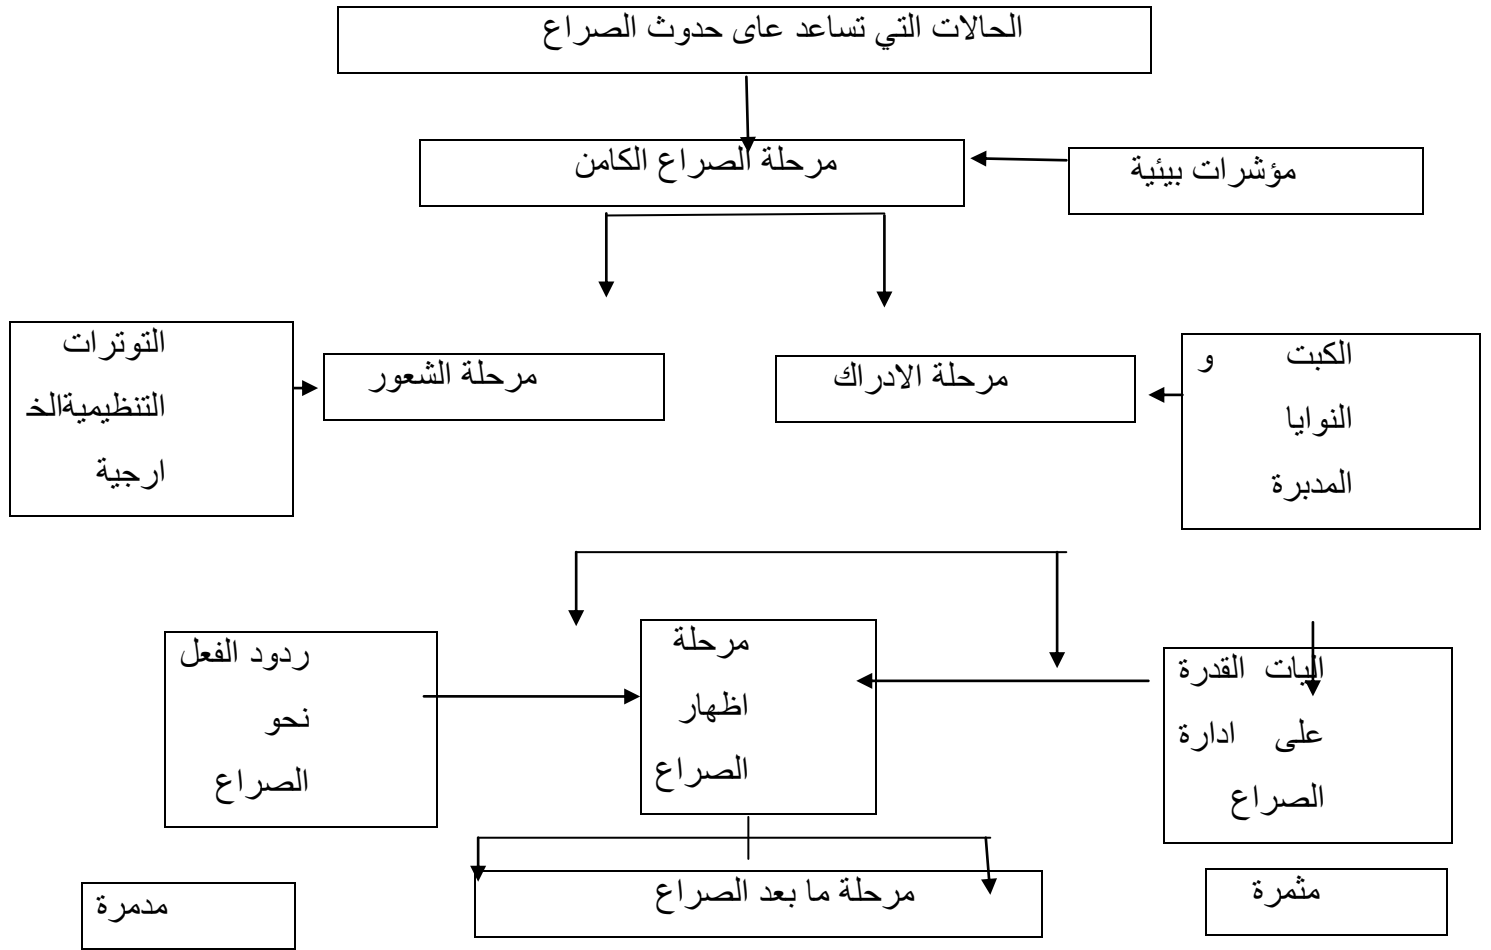 الحالات التي تساعد عاى حدوث الصراع
مرحلة الصراع الكامن
مؤشرات بيئية
الكبت و
النوايا
المدبرة
مرحلة الادراك
مرحلة الشعور
التوترات
التنظيميةالخ
ارجية
اليات القدرة
على ادارة
الصراع
مرحلة
اظهار
الصراع
ردود الفعل
نحو
الصراع
مثمرة
مرحلة ما بعد الصراع
مدمرة